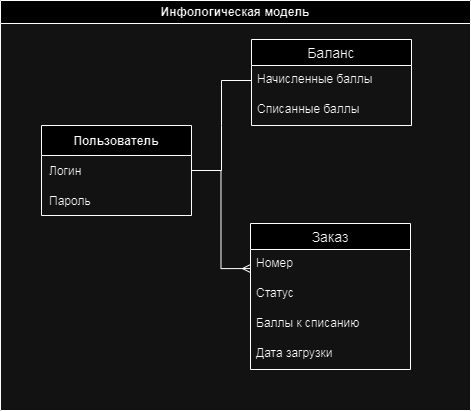 Инфологическая модель
Баланс
Начисленные баллы
Списанные баллы
Пользователь
Логин
Пароль
Заказ
Номер
Статус
Баллы к списанию
Дата загрузки